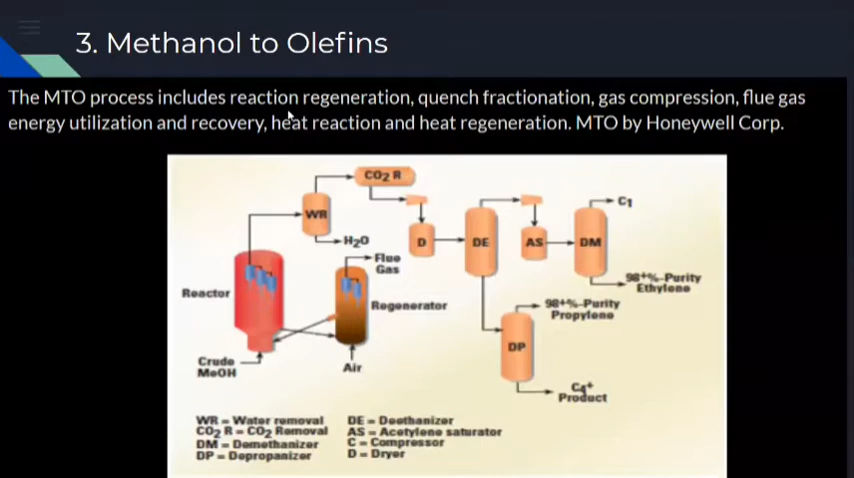 3. Methanol to Olefins
The MTO process includes reaction regeneration, quench fractionation, gas compression, flue gas
energy utilization and recovery, heat reaction and heat regeneration. MTO by Honeywell Corp.
CO2 R
C1
WR
H2O
D
DE
AS
DM
Flue
Gas
98+% Purity
Ethylene
Reactor
Regenerator
98+% Purity
Propylene
DP
Crude
MeOH
Air
C4+
Product
WR = Water removal
CO2 R = CO2 Removal
DM = Demethanizer
DP = Depropanizer
DE = Deethanizer
AS = Acetylene saturator
C = Compressor
D = Dryer